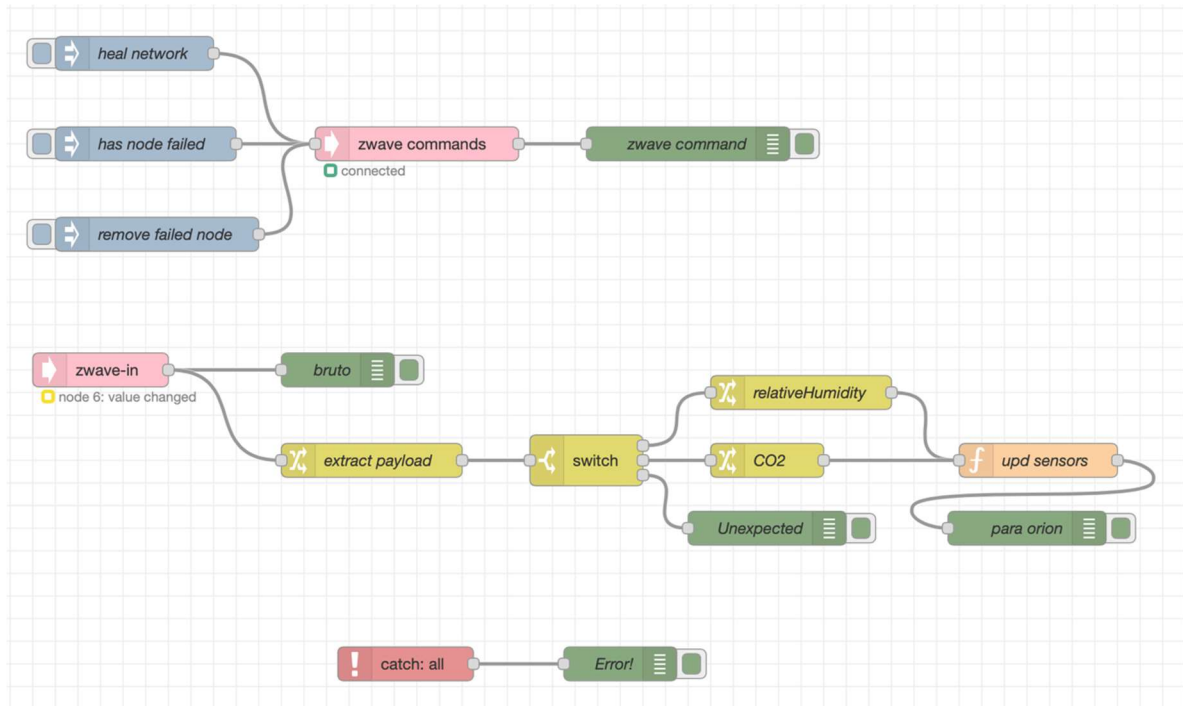 heal network
has node failed
zwave commands
zwave command
connected
remove failed node
zwave-in
bruto
node 6: value changed
relativeHumidity
extract payload
switch
CO2
upd sensors
Unexpected
para orion
catch: all
Error!